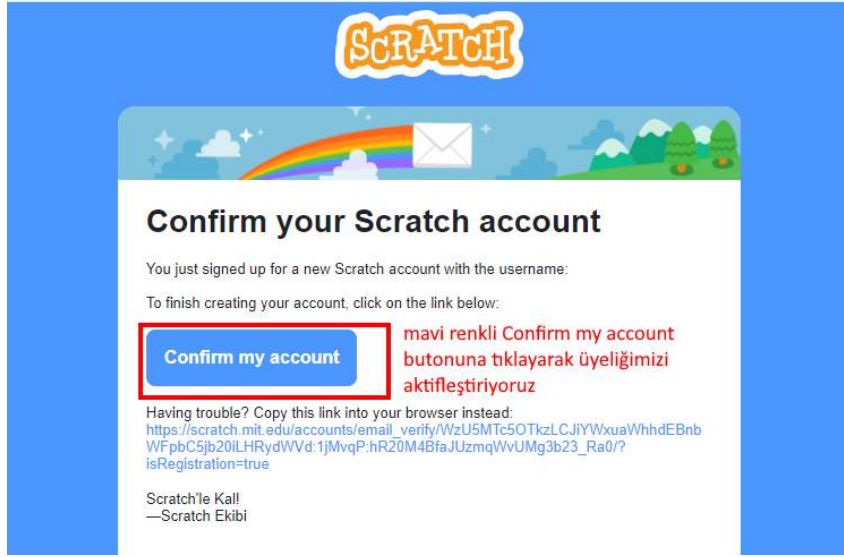 SCRATCH
Confirm your Scratch account
You just signed up for a new Scratch account with the username:
To finish creating your account, click on the link below:
Confirm my account
mavi renkli Confirm my account
butonuna tıklayarak üyeliğimizi
aktifleştiriyoruz
Having trouble? Copy this link into your browser instead:
https://scratch.mit.edu/accounts/email_verify/WzU5MTc5OTkzLCJiYWxuaWhhdEBnb
WFpbC5jb20iLHRydWVd:1jMvqP:hR20M4BfaJUzmqWvUMg3b23_Ra0/?
isRegistration=true
Scratch'le Kal!
—Scratch Ekibi